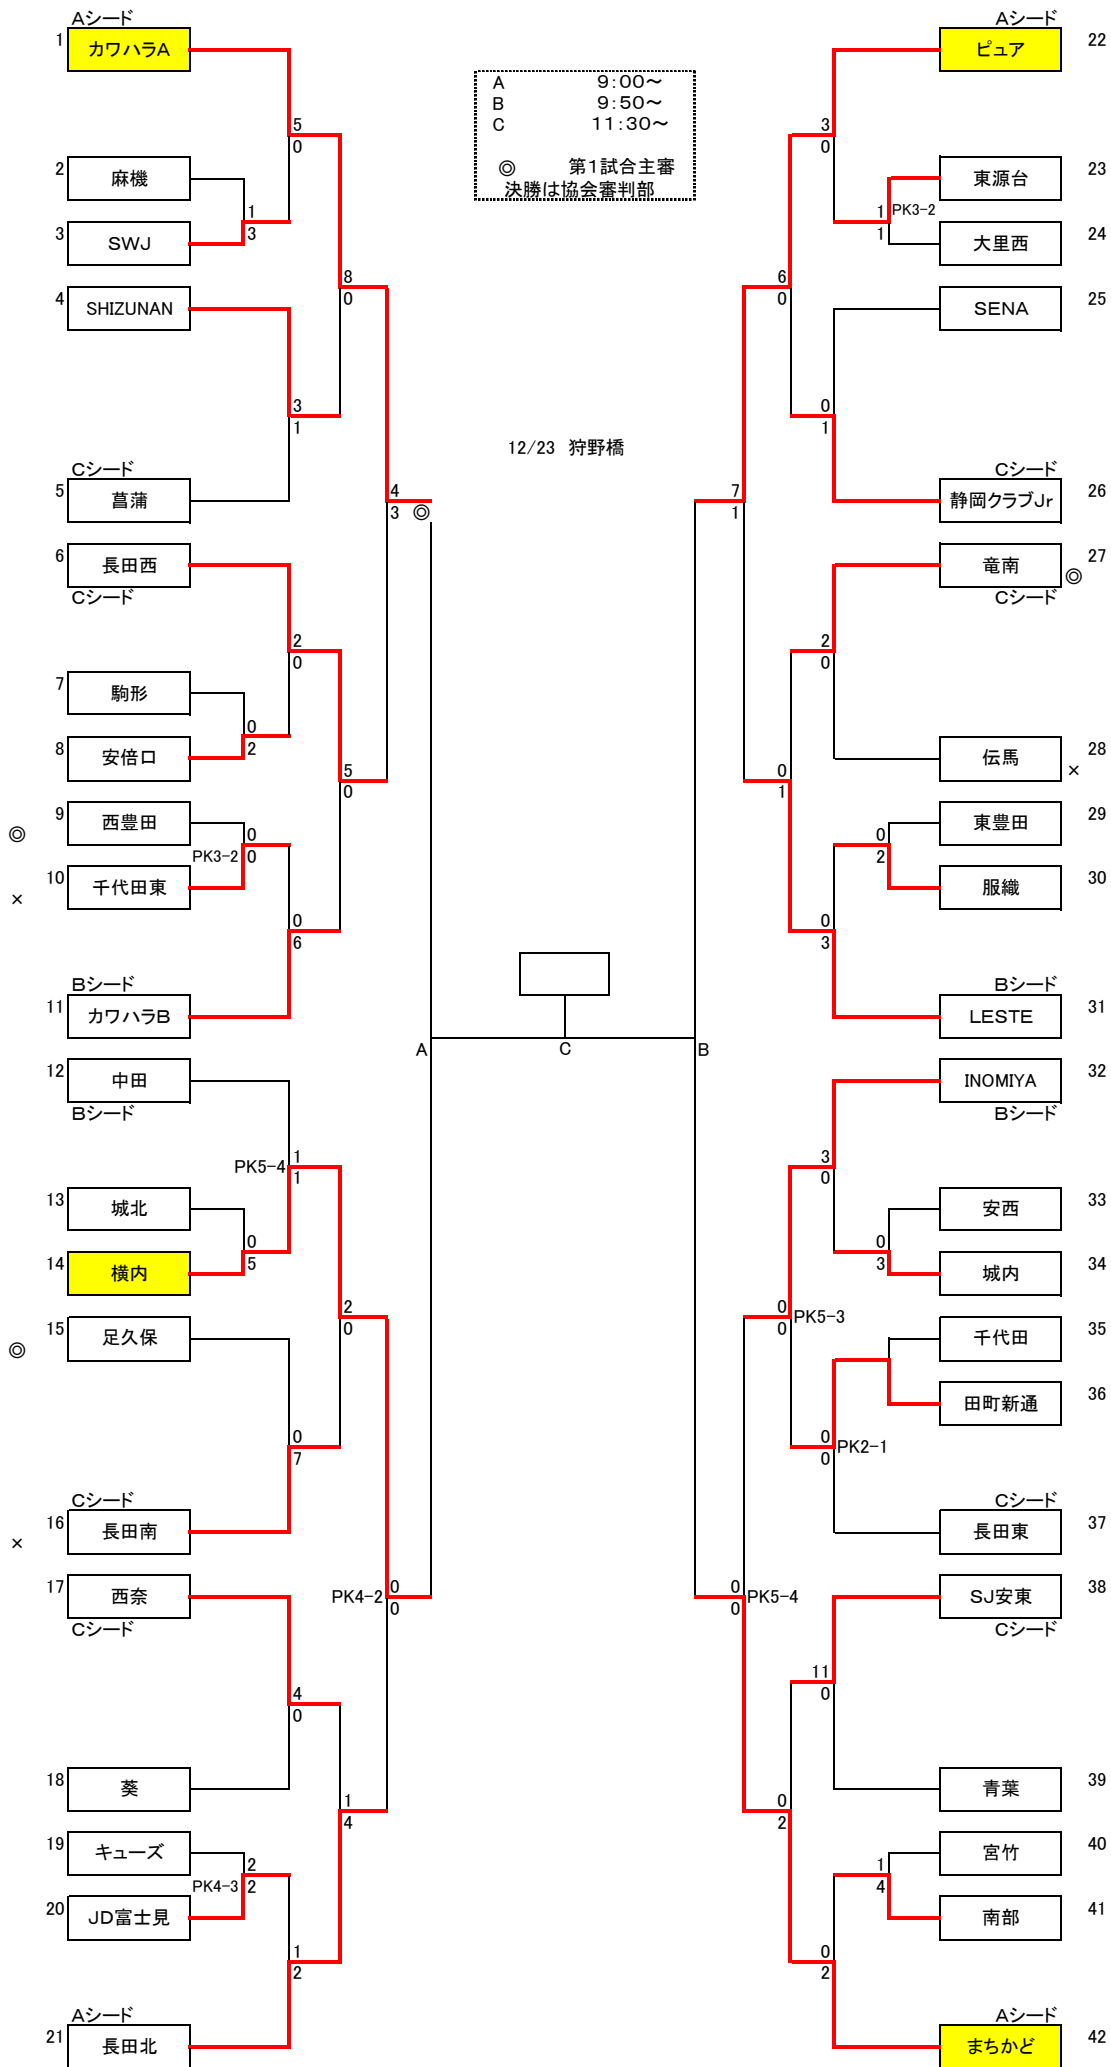 Aシード
1 カワハラA
5
0
2 麻機
1
3
3 SWJ
8
0
4 SHIZUNAN
3
1
Cシード
5 菖蒲
4
3 ◎
6 長田西
Cシード
2
0
7 駒形
0
2
8 安倍口
5
0
9 西豊田
◎
0
PK3-2 0
10 千代田東
×
0
6
Bシード
11 カワハラB
12 中田
Bシード
PK5-4 1
1
13 城北
0
5
14 横内
2
0
15 足久保
◎
0
7
Cシード
16 長田南
×
17 西奈
Cシード
PK4-2 0
0
4
0
18 葵
1
4
19 キューズ
2
PK4-3 2
20 JD富士見
1
2
Aシード
21 長田北
A 9:00～
B 9:50～
C 11:30～
◎ 第1試合主審
決勝は協会審判部
12/23 狩野橋
A C B
Aシード
ピュア 22
3
0
東源台 23
1 PK3-2
1
大里西 24
6
0
SENA 25
0
1
Cシード
静岡クラブJr 26
7
1
竜南 27
◎
Cシード
2
0
伝馬 28
×
0
1
東豊田 29
0
2
服織 30
0
3
Bシード
LESTE 31
INOMIYA 32
Bシード
3
0
安西 33
0
3
城内 34
0 PK5-3
0
千代田 35
田町新通 36
0 PK2-1
0
Cシード
長田東 37
SJ安東 38
Cシード
0 PK5-4
0
11
0
青葉 39
0
2
宮竹 40
1
4
南部 41
0
2
Aシード
まちかど 42